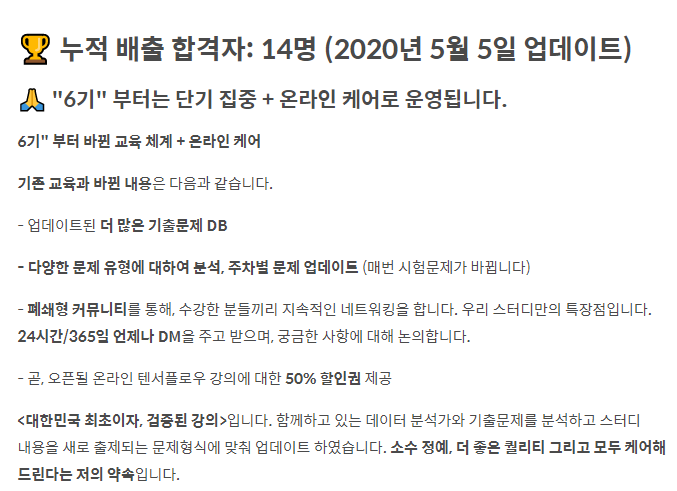 🏆 누적 배출 합격자: 14명 (2020년 5월 5일 업데이트)
🙏 "6기" 부터는 단기 집중 + 온라인 케어로 운영됩니다.
6기" 부터 바뀐 교육 체계 + 온라인 케어
기존 교육과 바뀐 내용은 다음과 같습니다.
- 업데이트된 더 많은 기출문제 DB
- 다양한 문제 유형에 대하여 분석, 주차별 문제 업데이트 (매번 시험문제가 바뀝니다)
- 폐쇄형 커뮤니티를 통해, 수강한 분들끼리 지속적인 네트워킹을 합니다. 우리 스터디만의 특장점입니다.
24시간/365일 언제나 DM을 주고 받으며, 궁금한 사항에 대해 논의합니다.
- 곧, 오픈될 온라인 텐서플로우 강의에 대한 50% 할인권 제공
<대한민국 최초이자, 검증된 강의>입니다. 함께하고 있는 데이터 분석가와 기출문제를 분석하고 스터디
내용을 새로 출제되는 문제형식에 맞춰 업데이트 하였습니다. 소수 정예, 더 좋은 퀄리티 그리고 모두 케어해
드린다는 저의 약속입니다.